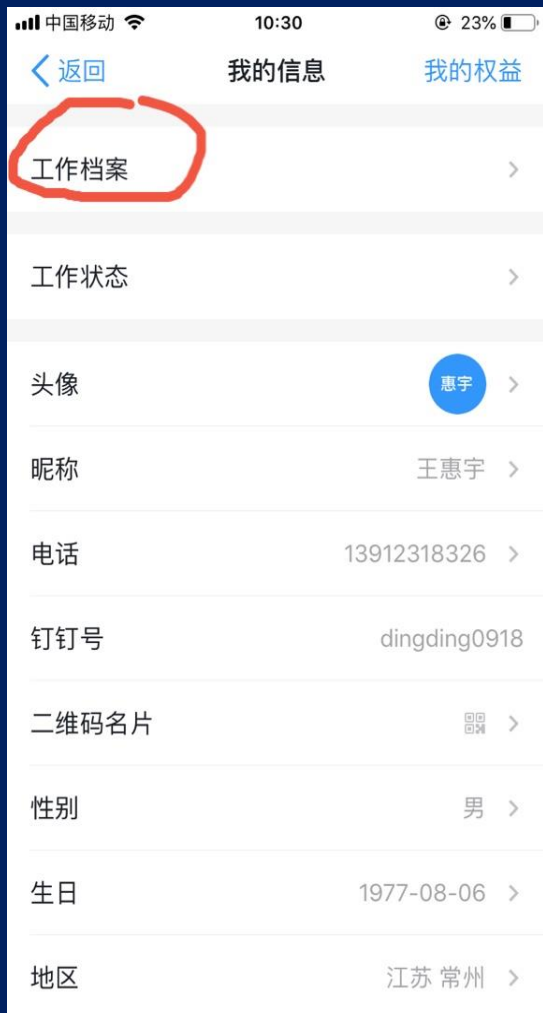 中国移动 10:30 23%
返回 我的信息 我的权益
工作档案
工作状态
头像 惠宇
昵称 王惠宇
电话 13912318326
钉钉号 dingding0918
二维码名片
性别 男
生日 1977-08-06
地区 江苏 常州